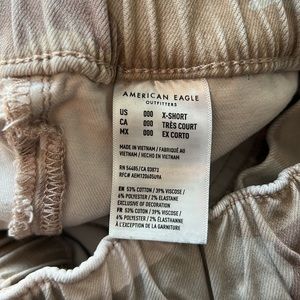 AMERICAN EAGLE
OUTFITTERS
US 000 X-SHORT
CA 000 TRÈS COURT
MX 000 EX CORTO
MADE IN VIETNAM / FABRIQUÉ AU
VIETNAM / HECHO EN VIETNAM
RN 54485/CA 03873
EN: 53% COTTON / 39% VISCOSE /
6% POLYESTER / 2% ELASTANE
EXCLUSIVE OF DECORATION
FR: 53% COTON / 39% VISCOSE /
6% POLYESTER / 2% ÉLASTHANNE
À L'EXCEPTION DE LA GARNITURE